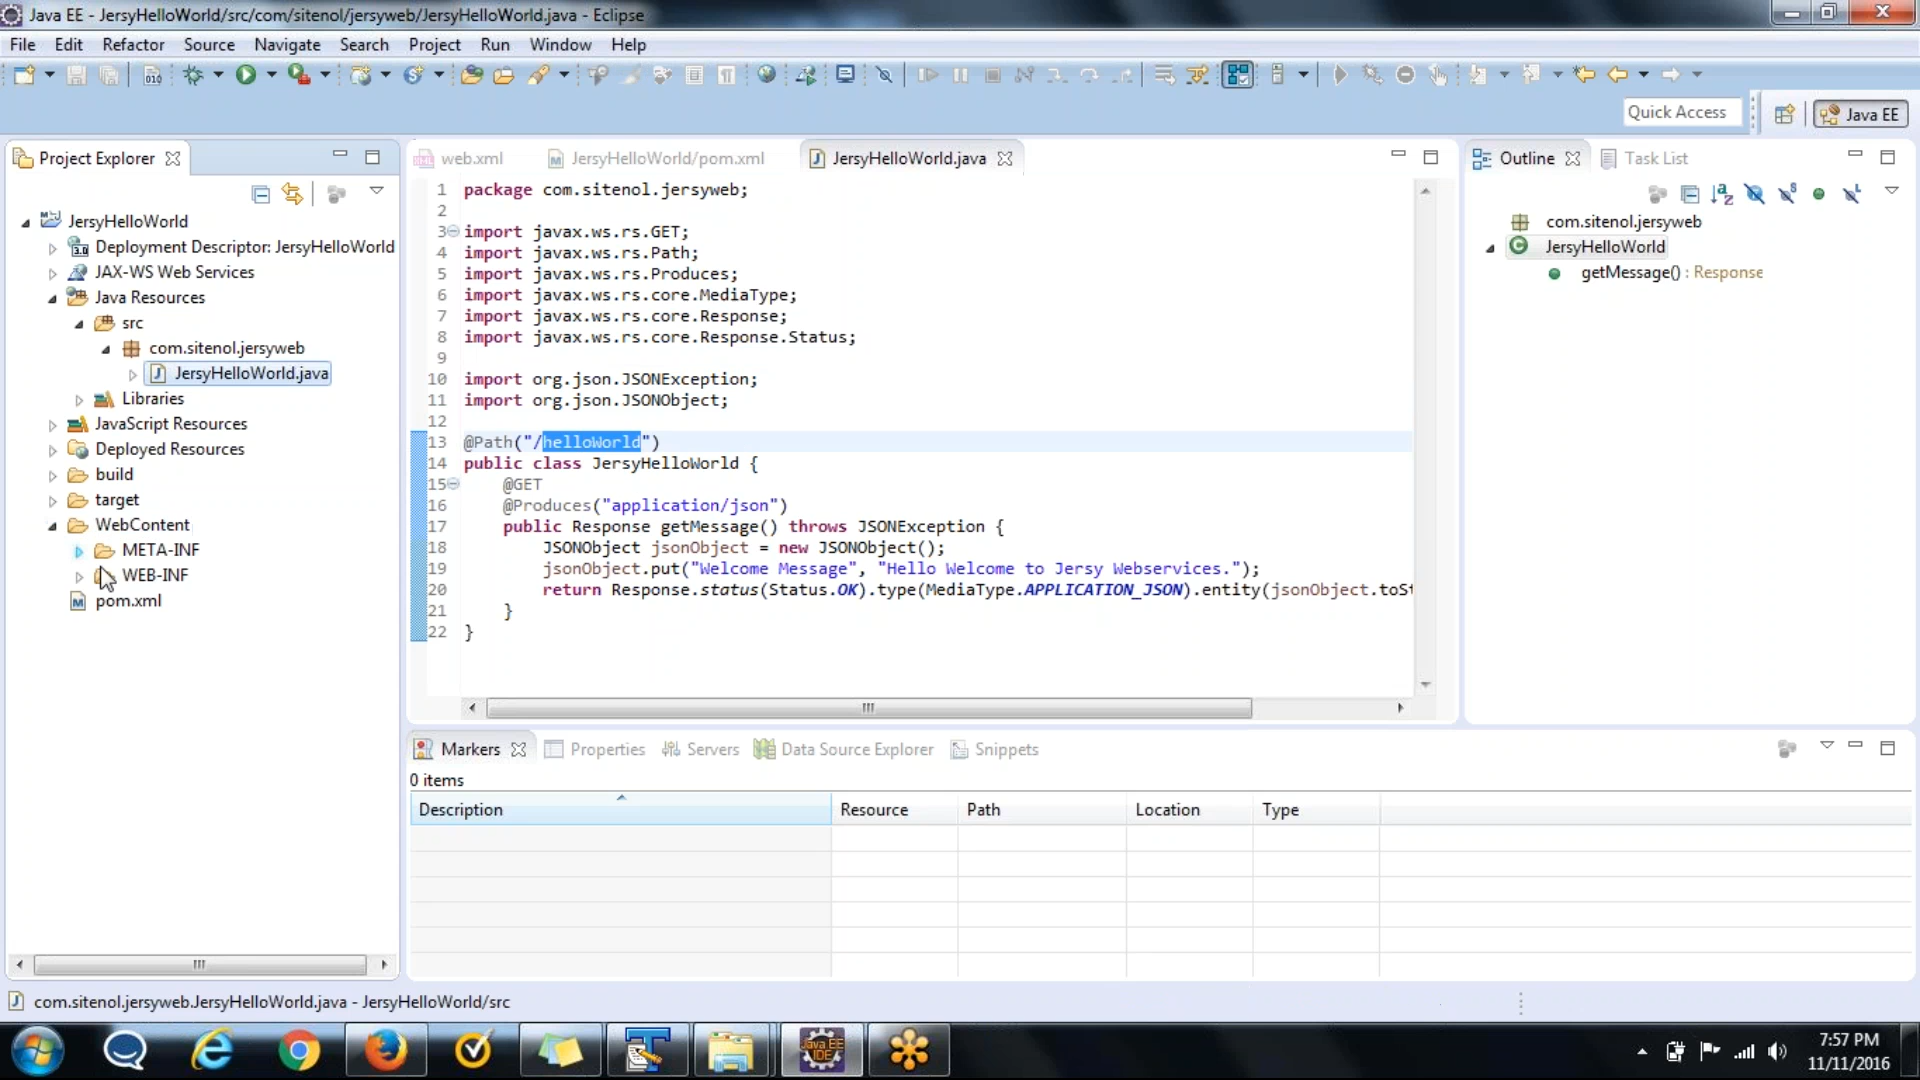 Java EE - JersyHelloWorld/src/com/sitenol/jersyweb/JersyHelloWorld.java - Eclipse
File Edit Refactor Source Navigate Search Project Run Window Help
Quick Access
Java EE
Project Explorer
JersyHelloWorld
Deployment Descriptor: JersyHelloWorld
JAX-WS Web Services
Java Resources
src
com.sitenol.jersyweb
JersyHelloWorld.java
Libraries
JavaScript Resources
Deployed Resources
build
target
WebContent
META-INF
WEB-INF
pom.xml
web.xml JersyHelloWorld/pom.xml JersyHelloWorld.java
1 package com.sitenol.jersyweb;
2
3 import javax.ws.rs.GET;
4 import javax.ws.rs.Path;
5 import javax.ws.rs.Produces;
6 import javax.ws.rs.core.MediaType;
7 import javax.ws.rs.core.Response;
8 import javax.ws.rs.core.Response.Status;
9
10 import org.json.JSONException;
11 import org.json.JSONObject;
12
13 @Path("/helloWorld")
14 public class JersyHelloWorld {
15 @GET
16 @Produces("application/json")
17 public Response getMessage() throws JSONException {
18 JSONObject jsonObject = new JSONObject();
19 jsonObject.put("Welcome Message", "Hello Welcome to Jersy Webservices.");
20 return Response.status(Status.OK).type(MediaType.APPLICATION_JSON).entity(jsonObject.toSt
21 }
22 }
Outline Task List
com.sitenol.jersyweb
JersyHelloWorld
getMessage() : Response
Markers Properties Servers Data Source Explorer Snippets
0 items
Description Resource Path Location Type
com.sitenol.jersyweb.JersyHelloWorld.java - JersyHelloWorld/src
Java EE
IDE
7:57 PM
11/11/2016